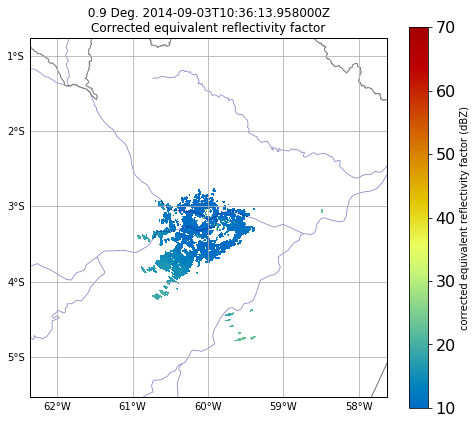 0.9 Deg. 2014-09-03T10:36:13.958000Z
Corrected equivalent reflectivity factor
1°S
2°S
3°S
4°S
5°S
62°W 61°W 60°W 59°W 58°W
70
60
50
40
30
20
10
corrected equivalent reflectivity factor (dBZ)